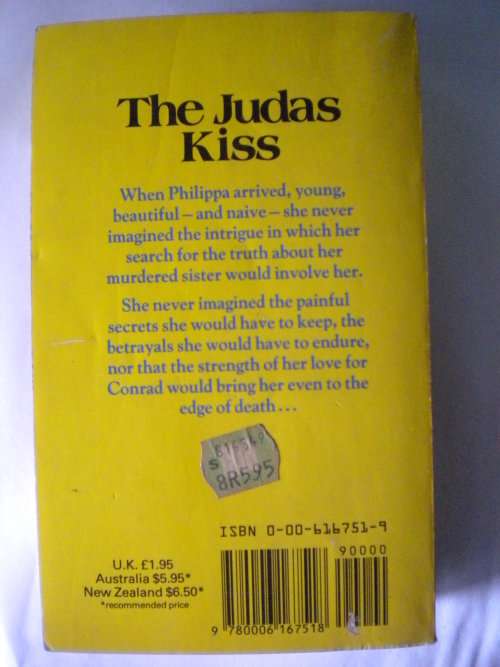 The Judas
Kiss
When Philippa arrived, young,
beautiful – and naive – she never
imagined the intrigue in which her
search for the truth about her
murdered sister would involve her.
She never imagined the painful
secrets she would have to keep, the
betrayals she would have to endure,
nor that the strength of her love for
Conrad would bring her even to the
edge of death...
S
8R5.95
ISBN 0-00-616751-9
90000
U.K. £1.95
Australia $5.95*
New Zealand $6.50*
*recommended price
9 780006 167518